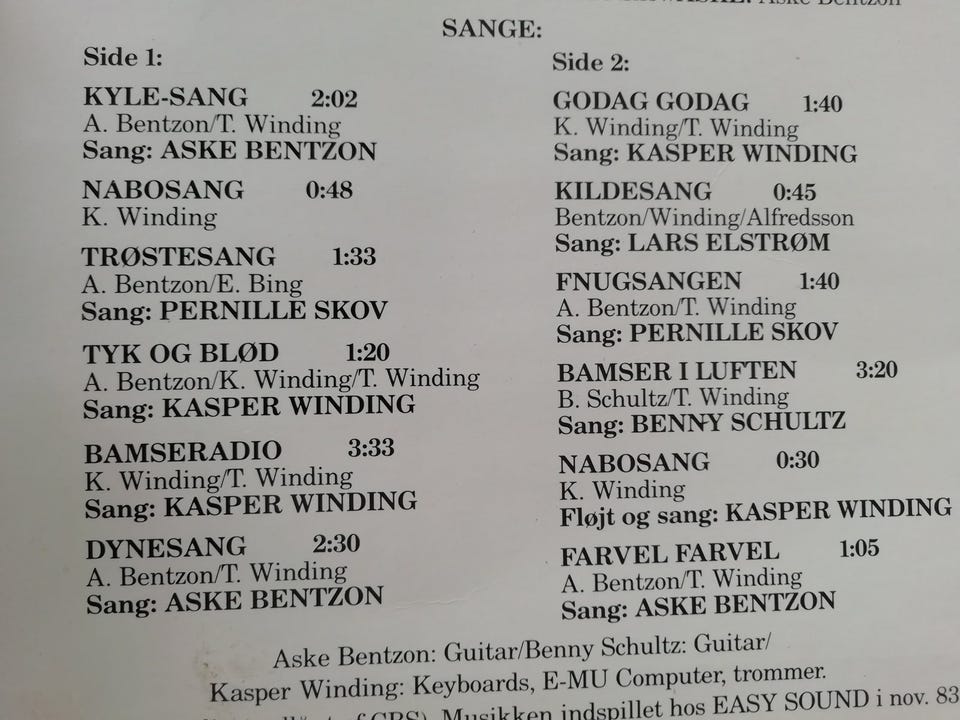 Aske Bentzon
SANGE:
Side 1:
KYLE-SANG 2:02
A. Bentzon/T. Winding
Sang: ASKE BENTZON
NABOSANG 0:48
K. Winding
TRØSTESANG 1:33
A. Bentzon/E. Bing
Sang: PERNILLE SKOV
TYK OG BLØD 1:20
A. Bentzon/K. Winding/T. Winding
Sang: KASPER WINDING
BAMSERADIO 3:33
K. Winding/T. Winding
Sang: KASPER WINDING
DYNESANG 2:30
A. Bentzon/T. Winding
Sang: ASKE BENTZON
Side 2:
GODAG GODAG 1:40
K. Winding/T. Winding
Sang: KASPER WINDING
KILDESANG 0:45
Bentzon/Winding/Alfredsson
Sang: LARS ELSTRØM
FNUGSANGEN 1:40
A. Bentzon/T. Winding
Sang: PERNILLE SKOV
BAMSER I LUFTEN 3:20
B. Schultz/T. Winding
Sang: BENNY SCHULTZ
NABOSANG 0:30
K. Winding
Fløjt og sang: KASPER WINDING
FARVEL FARVEL 1:05
A. Bentzon/T. Winding
Sang: ASKE BENTZON
Aske Bentzon: Guitar/Benny Schultz: Guitar/
Kasper Winding: Keyboards, E-MU Computer, trommer.
af CBS). Musikken indspillet hos EASY SOUND i nov. 83